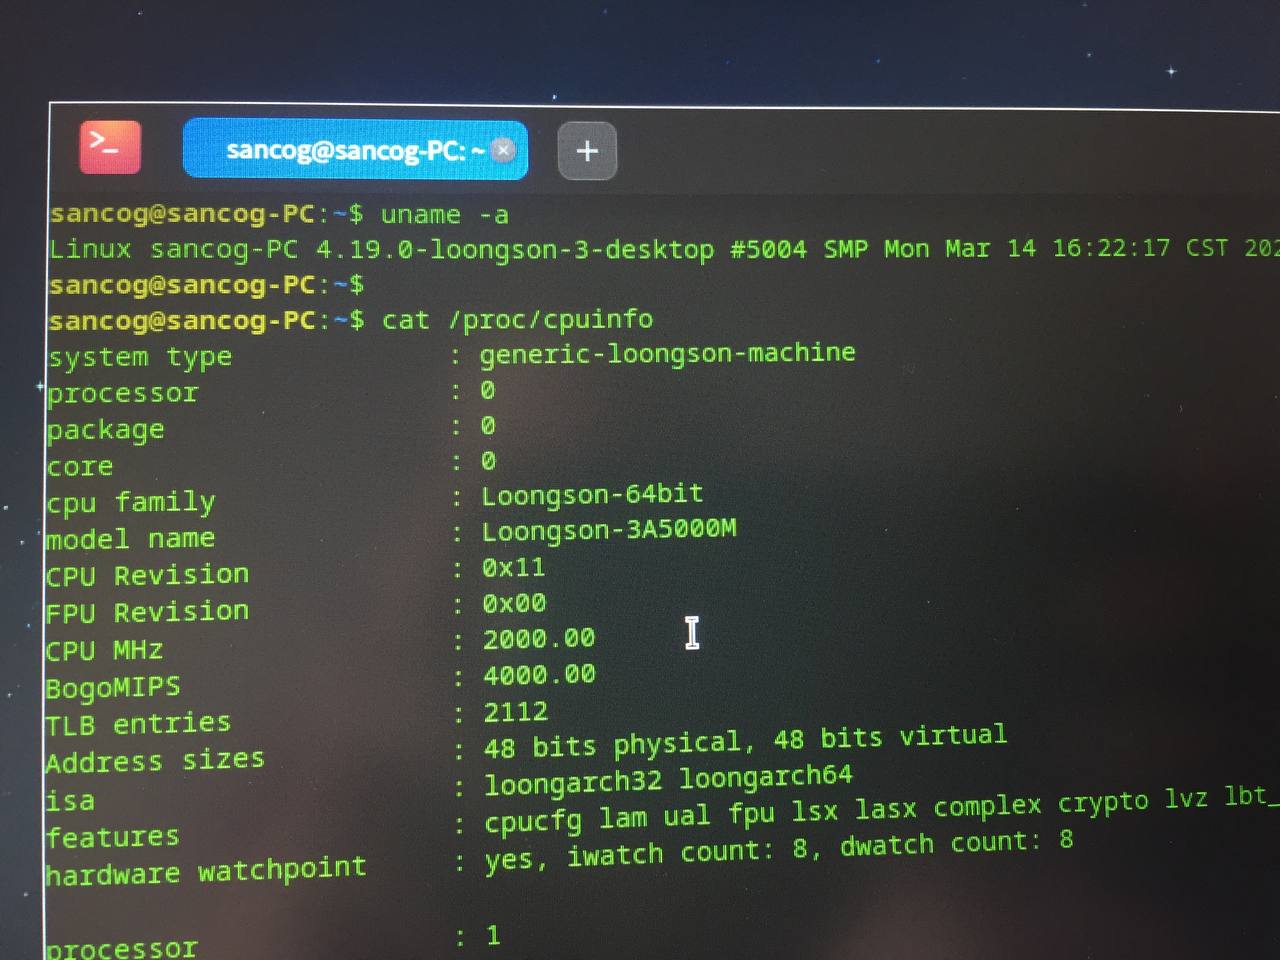 sancog@sancog-PC: ~
sancog@sancog-PC:~$ uname -a
Linux sancog-PC 4.19.0-loongson-3-desktop #5004 SMP Mon Mar 14 16:22:17 CST 202
sancog@sancog-PC:~$
sancog@sancog-PC:~$ cat /proc/cpuinfo
system type : generic-loongson-machine
processor : 0
package : 0
core : 0
cpu family : Loongson-64bit
model name : Loongson-3A5000M
CPU Revision : 0x11
FPU Revision : 0x00
CPU MHz : 2000.00
BogoMIPS : 4000.00
TLB entries : 2112
Address sizes : 48 bits physical, 48 bits virtual
isa : loongarch32 loongarch64
features : cpucfg lam ual fpu lsx lasx complex crypto lvz lbt_
hardware watchpoint : yes, iwatch count: 8, dwatch count: 8
processor : 1